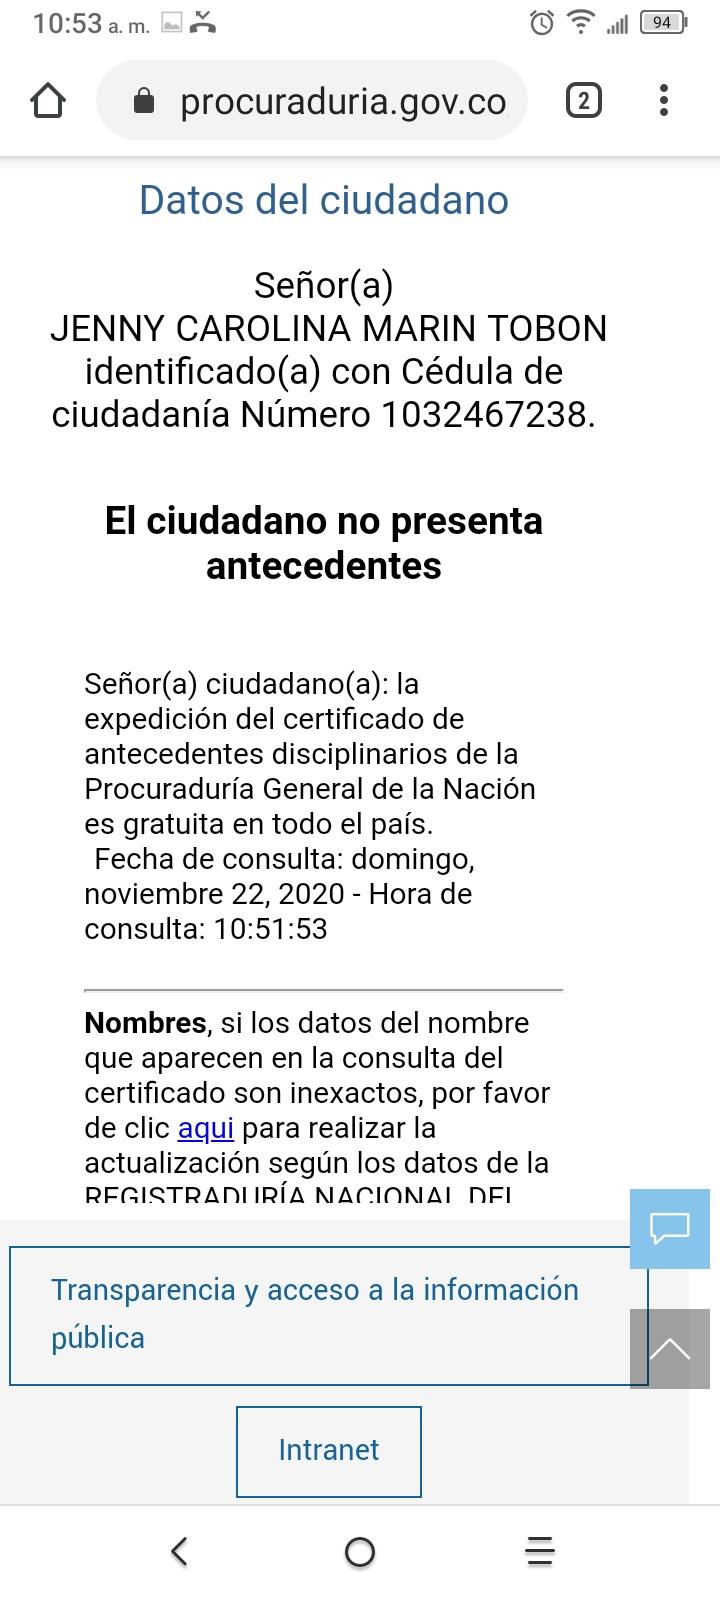 10:53 a. m.
94
procuraduria.gov.co
2
Datos del ciudadano
Señor(a)
JENNY CAROLINA MARIN TOBON
identificado(a) con Cédula de
ciudadanía Número 1032467238.
El ciudadano no presenta
antecedentes
Señor(a) ciudadano(a): la
expedición del certificado de
antecedentes disciplinarios de la
Procuraduría General de la Nación
es gratuita en todo el país.
Fecha de consulta: domingo,
noviembre 22, 2020 - Hora de
consulta: 10:51:53
Nombres, si los datos del nombre
que aparecen en la consulta del
certificado son inexactos, por favor
de clic aqui para realizar la
actualización según los datos de la
REGISTRADURÍA NACIONAL DEL
Transparencia y acceso a la información
pública
Intranet